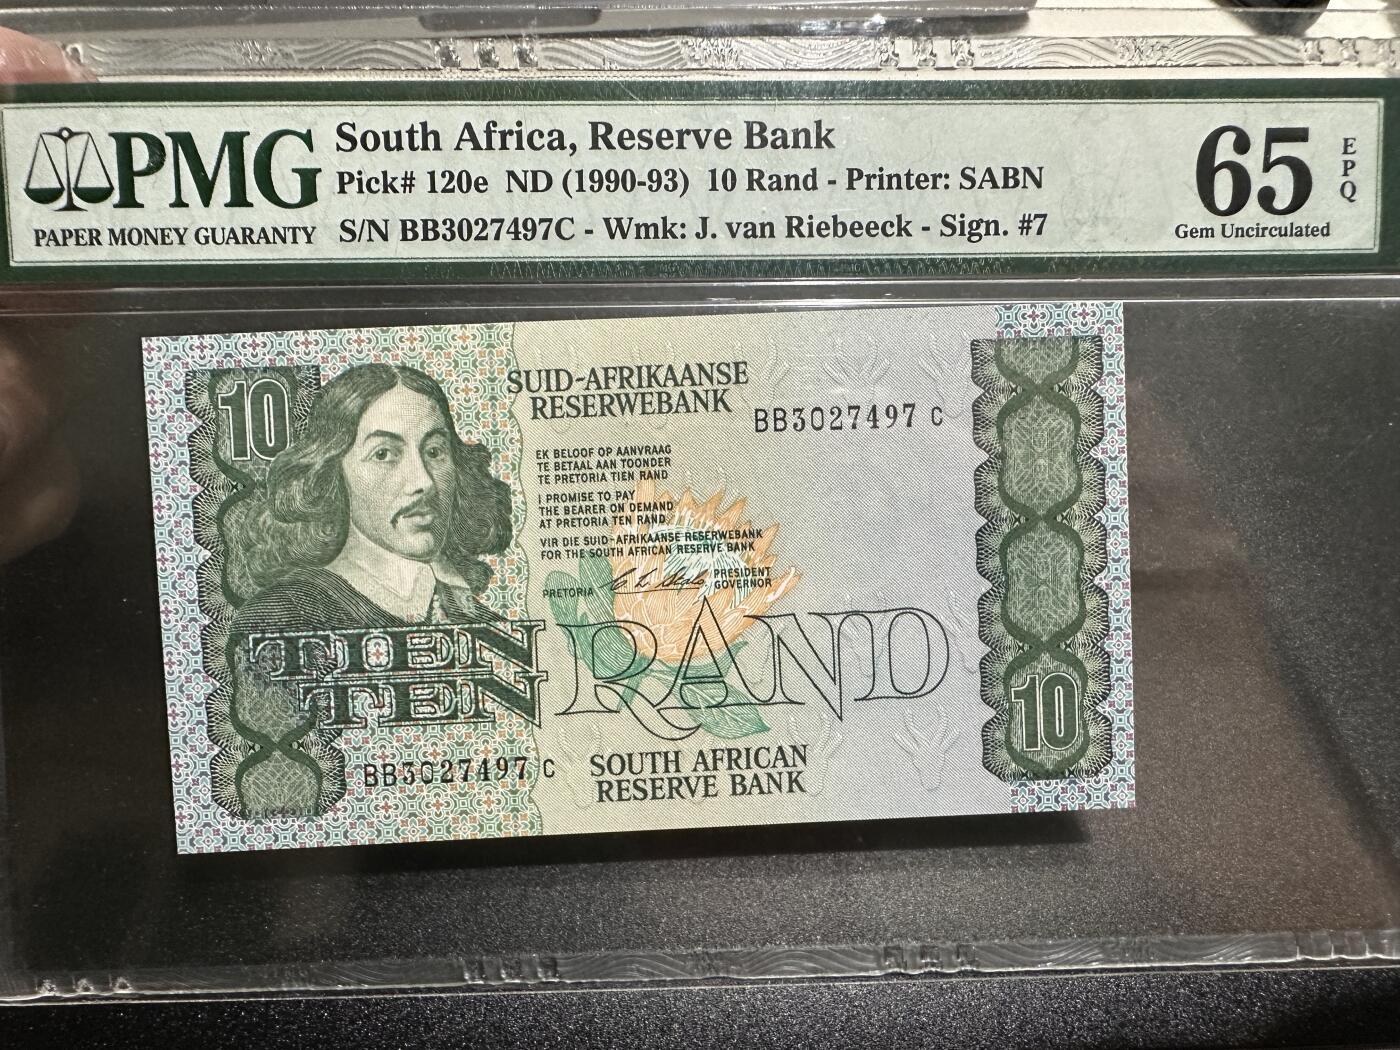 PMG
PAPER MONEY GUARANTY
South Africa, Reserve Bank
Pick# 120e ND (1990-93) 10 Rand - Printer: SABN
S/N BB3027497C - Wmk: J. van Riebeeck - Sign. #7
65
EPQ
Gem Uncirculated
10
SUID-AFRIKAANSE
RESERWEBANK
BB3027497 C
EK BELOOF OP AANVRAAG
TE BETAAL AAN TOONDER
TE PRETORIA TIEN RAND
I PROMISE TO PAY
THE BEARER ON DEMAND
AT PRETORIA TEN RAND
VIR DIE SUID-AFRIKAANSE RESERWEBANK
FOR THE SOUTH AFRICAN RESERVE BANK
PRETORIA
PRESIDENT
GOVERNOR
TIEN
TEN
RAND
10
BB3027497 C
SOUTH AFRICAN
RESERVE BANK